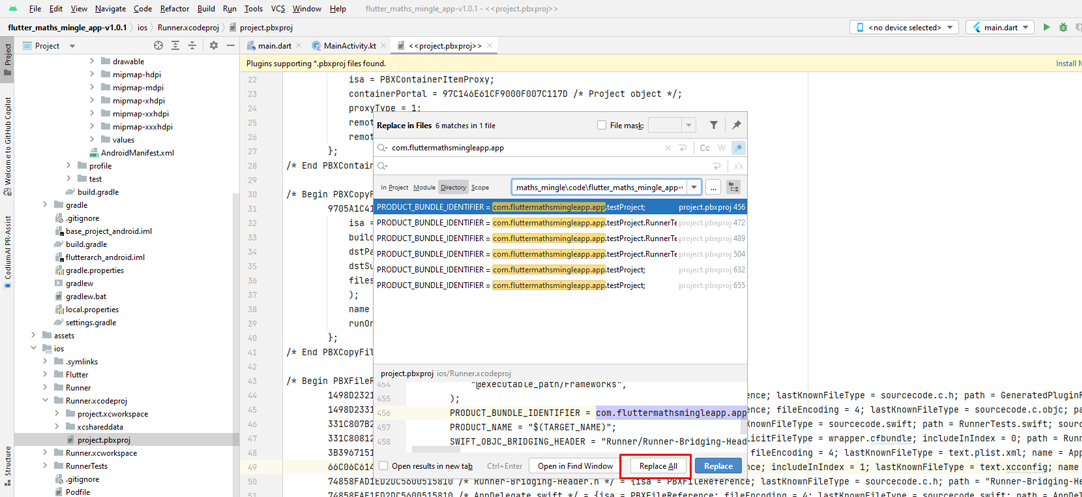 File Edit View Navigate Code Refactor Build Run Tools VCS Window Help flutter_maths_mingle_app-v1.0.1 - <<project.pbxproj>>
flutter_maths_mingle_app-v1.0.1 ios Runner.xcodeproj project.pbxproj <no device selected> main.dart
Project main.dart MainActivity.kt <<project.pbxproj>>
Plugins supporting *.pbxproj files found. Install
Project
Welcome to GitHub Copilot
CodiumAI PR-Assist
Structure
drawable
mipmap-hdpi
mipmap-mdpi
mipmap-xhdpi
mipmap-xxhdpi
mipmap-xxxhdpi
values
AndroidManifest.xml
profile
test
build.gradle
gradle
.gitignore
base_project_android.iml
build.gradle
flutterarch_android.iml
gradle.properties
gradlew
gradlew.bat
local.properties
settings.gradle
assets
ios
.symlinks
Flutter
Runner
Runner.xcodeproj
project.xcworkspace
xcshareddata
project.pbxproj
Runner.xcworkspace
RunnerTests
.gitignore
Podfile
22 isa = PBXContainerItemProxy;
23 containerPortal = 97C146E61CF9000F007C117D /* Project object */;
24 proxyType = 1;
25 remot
26 remot
27 };
28 /* End PBXContain
29
30 /* Begin PBXCopyF
31 9705A1C41
32 isa =
33 build
34 dstPa
35 dstSu
36 files
37 );
38 name
39 runOn
40 };
41 /* End PBXCopyFil
42
43 /* Begin PBXFileR
44 1498D2321
45 1498D2331
46 331C807B2
47 331C80812
48 3B3967151
49 66C06C614
50 74858FAD1ED2DC5600515810 /* Runner-Bridging-Header.h */ = {isa = PBXFileReference; lastKnownFileType = sourcecode.c.h; path = "Runner-Bridging-H
74858FAE1ED2DC5600515810 /* AppDelegate.swift */ = {isa = PBXFileReference; fileEncoding = 4; lastKnownFileType = sourcecode.swift; path = AppDe
nce; lastKnownFileType = sourcecode.c.h; path = GeneratedPluginR
ence; fileEncoding = 4; lastKnownFileType = sourcecode.c.objc; pa
nownFileType = sourcecode.swift; path = RunnerTests.swift; sourc
icitFileType = wrapper.cfbundle; includeInIndex = 0; path = Runn
ng = 4; lastKnownFileType = text.plist.xml; name = App
nce; includeInIndex = 1; lastKnownFileType = text.xcconfig; name
Replace in Files 6 matches in 1 file File mask:
com.fluttermathsmingleapp.app Cc W .*
In Project Module Directory Scope maths_mingle\code\flutter_maths_mingle_app- ...
PRODUCT_BUNDLE_IDENTIFIER = com.fluttermathsmingleapp.app.testProject; project.pbxproj 456
PRODUCT_BUNDLE_IDENTIFIER = com.fluttermathsmingleapp.app.testProject.RunnerTe project.pbxproj 472
PRODUCT_BUNDLE_IDENTIFIER = com.fluttermathsmingleapp.app.testProject.RunnerTe project.pbxproj 489
PRODUCT_BUNDLE_IDENTIFIER = com.fluttermathsmingleapp.app.testProject.RunnerTe project.pbxproj 504
PRODUCT_BUNDLE_IDENTIFIER = com.fluttermathsmingleapp.app.testProject; project.pbxproj 632
PRODUCT_BUNDLE_IDENTIFIER = com.fluttermathsmingleapp.app.testProject; project.pbxproj 655
project.pbxproj ios/Runner.xcodeproj
454 "@executable_path/Frameworks",
455 );
456 PRODUCT_BUNDLE_IDENTIFIER = com.fluttermathsmingleapp.app
457 PRODUCT_NAME = "$(TARGET_NAME)";
458 SWIFT_OBJC_BRIDGING_HEADER = "Runner/Runner-Bridging-Head
Open results in new tab Ctrl+Enter Open in Find Window Replace All Replace